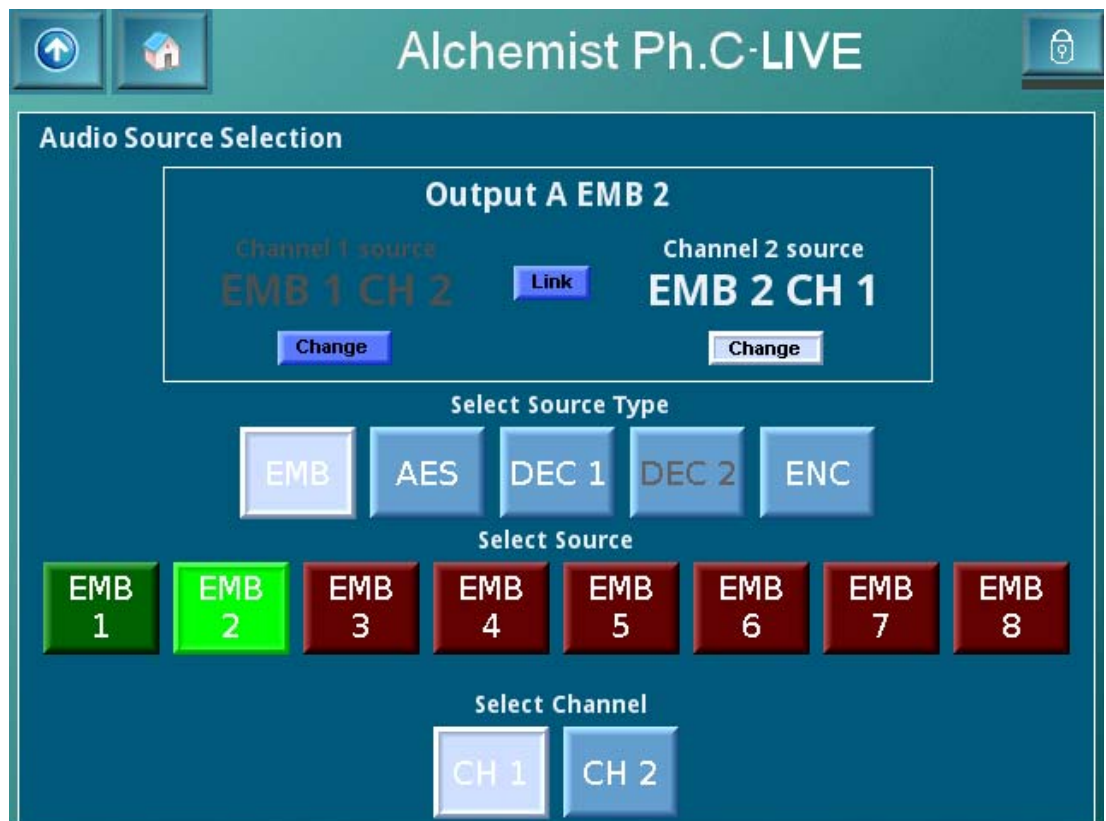 Alchemist Ph.C-LIVE
Audio Source Selection
Output A EMB 2
Channel 1 source
EMB 1 CH 2
Change
Link
Channel 2 source
EMB 2 CH 1
Change
Select Source Type
EMB
AES
DEC 1
DEC 2
ENC
Select Source
EMB
1
EMB
2
EMB
3
EMB
4
EMB
5
EMB
6
EMB
7
EMB
8
Select Channel
CH 1
CH 2